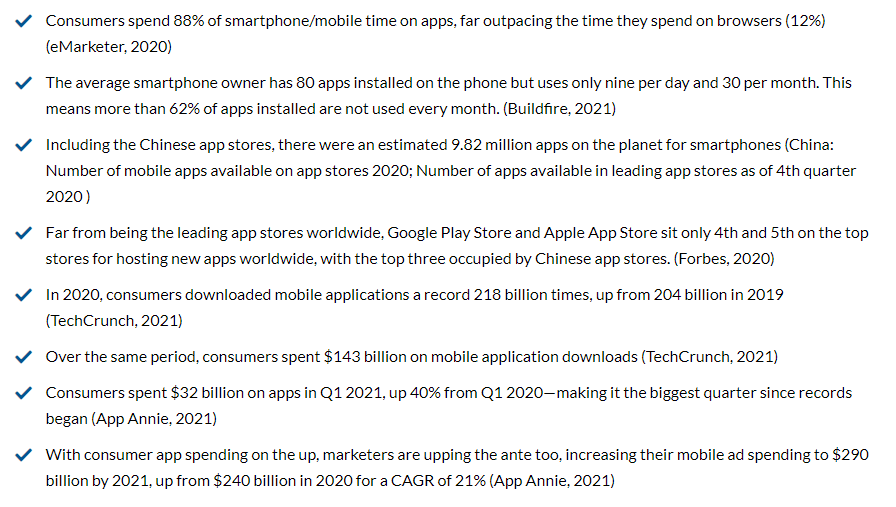 Consumers spend 88% of smartphone/mobile time on apps, far outpacing the time they spend on browsers (12%)
(eMarketer, 2020)
The average smartphone owner has 80 apps installed on the phone but uses only nine per day and 30 per month. This
means more than 62% of apps installed are not used every month. (Buildfire, 2021)
Including the Chinese app stores, there were an estimated 9.82 million apps on the planet for smartphones (China:
Number of mobile apps available on app stores 2020; Number of apps available in leading app stores as of 4th quarter
2020 )
Far from being the leading app stores worldwide, Google Play Store and Apple App Store sit only 4th and 5th on the top
stores for hosting new apps worldwide, with the top three occupied by Chinese app stores. (Forbes, 2020)
In 2020, consumers downloaded mobile applications a record 218 billion times, up from 204 billion in 2019
(TechCrunch, 2021)
Over the same period, consumers spent $143 billion on mobile application downloads (TechCrunch, 2021)
Consumers spent $32 billion on apps in Q1 2021, up 40% from Q1 2020—making it the biggest quarter since records
began (App Annie, 2021)
With consumer app spending on the up, marketers are upping the ante too, increasing their mobile ad spending to $290
billion by 2021, up from $240 billion in 2020 for a CAGR of 21% (App Annie, 2021)